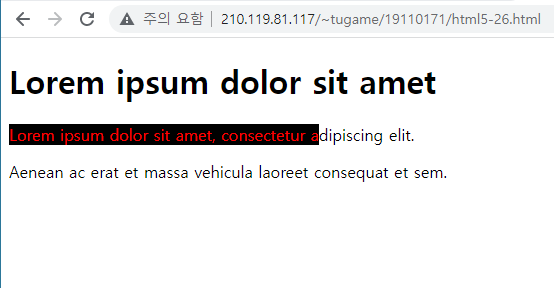 주의 요함 | 210.119.81.117/~tugame/19110171/html5-26.html
Lorem ipsum dolor sit amet
Lorem ipsum dolor sit amet, consectetur adipiscing elit.
Aenean ac erat et massa vehicula laoreet consequat et sem.